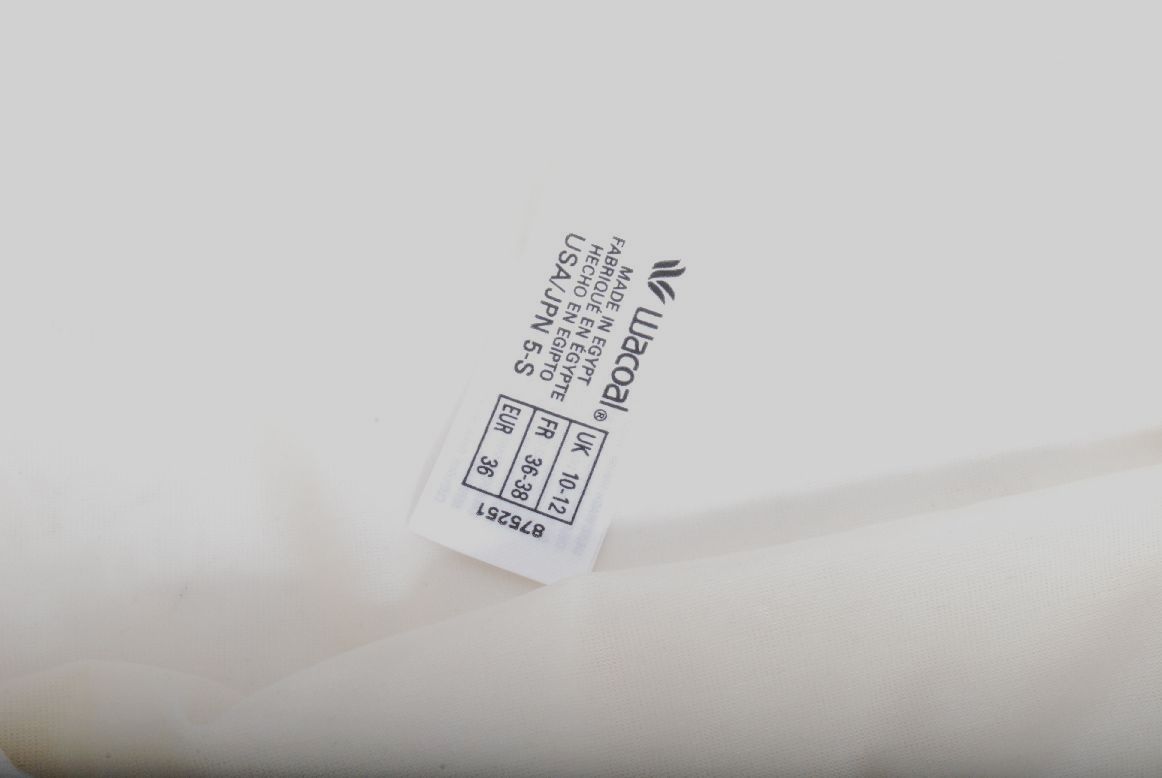 wacoal®
MADE IN EGYPT
FABRIQUÉ EN ÉGYPTE
HECHO EN EGIPTO
USA/JPN 5-S
UK 10-12
FR 36-38
EUR 36
875251